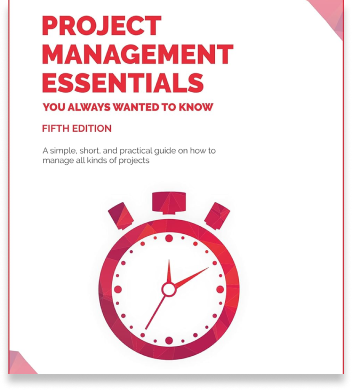 PROJECT
MANAGEMENT
ESSENTIALS
YOU ALWAYS WANTED TO KNOW
FIFTH EDITION
A simple, short, and practical guide on how to
manage all kinds of projects